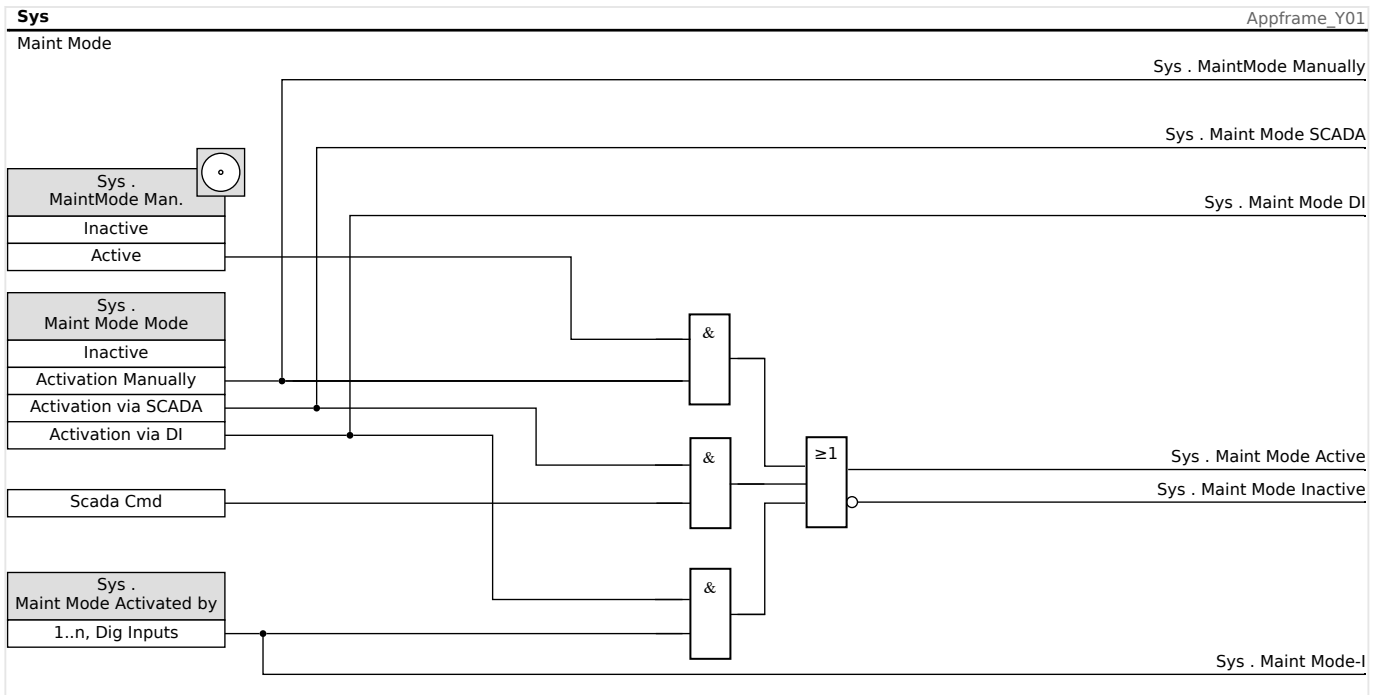 Sys
Appframe_Y01
Maint Mode
Sys . MaintMode Manually
Sys . Maint Mode SCADA
Sys .
MaintMode Man.
Sys . Maint Mode DI
Inactive
Active
Sys .
Maint Mode Mode
Inactive
Activation Manually
Activation via SCADA
Activation via DI
&
&
≥1
Sys . Maint Mode Active
Sys . Maint Mode Inactive
Scada Cmd
Sys .
Maint Mode Activated by
1..n, Dig Inputs
&
Sys . Maint Mode-I